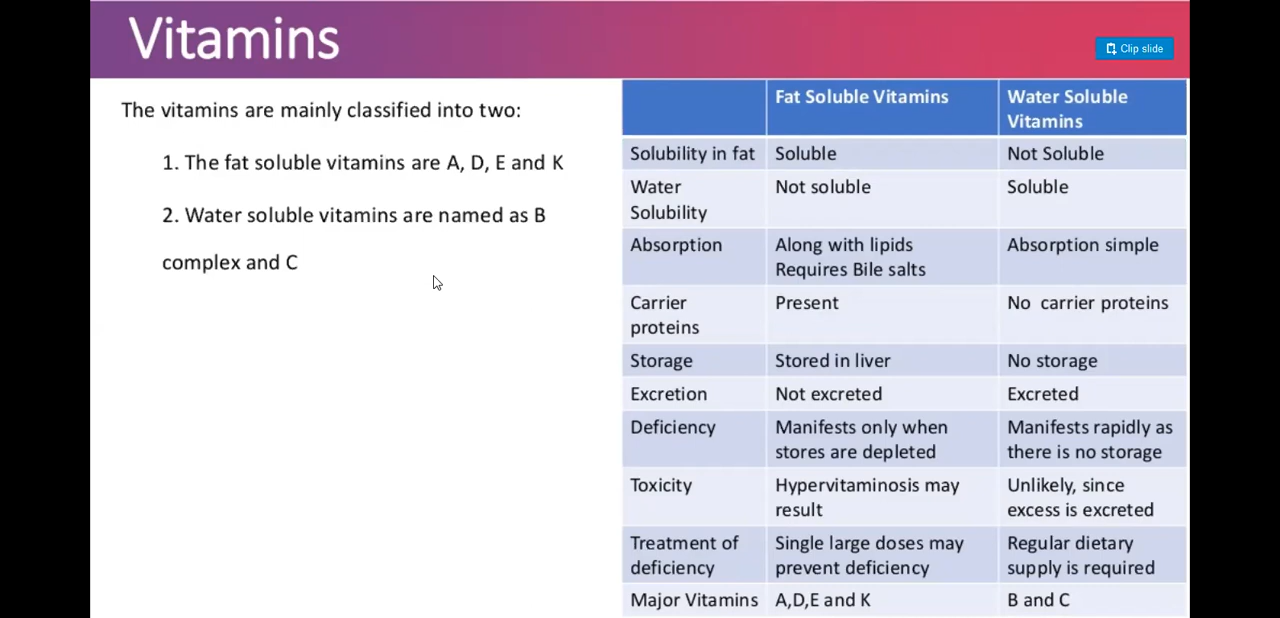 Vitamins
Clip slide
The vitamins are mainly classified into two:
1. The fat soluble vitamins are A, D, E and K
2. Water soluble vitamins are named as B
complex and C
Fat Soluble Vitamins
Water Soluble
Vitamins
Solubility in fat
Soluble
Not Soluble
Water
Solubility
Not soluble
Soluble
Absorption
Along with lipids
Requires Bile salts
Absorption simple
Carrier
proteins
Present
No carrier proteins
Storage
Stored in liver
No storage
Excretion
Not excreted
Excreted
Deficiency
Manifests only when
stores are depleted
Manifests rapidly as
there is no storage
Toxicity
Hypervitaminosis may
result
Unlikely, since
excess is excreted
Treatment of
deficiency
Single large doses may
prevent deficiency
Regular dietary
supply is required
Major Vitamins
A,D,E and K
B and C